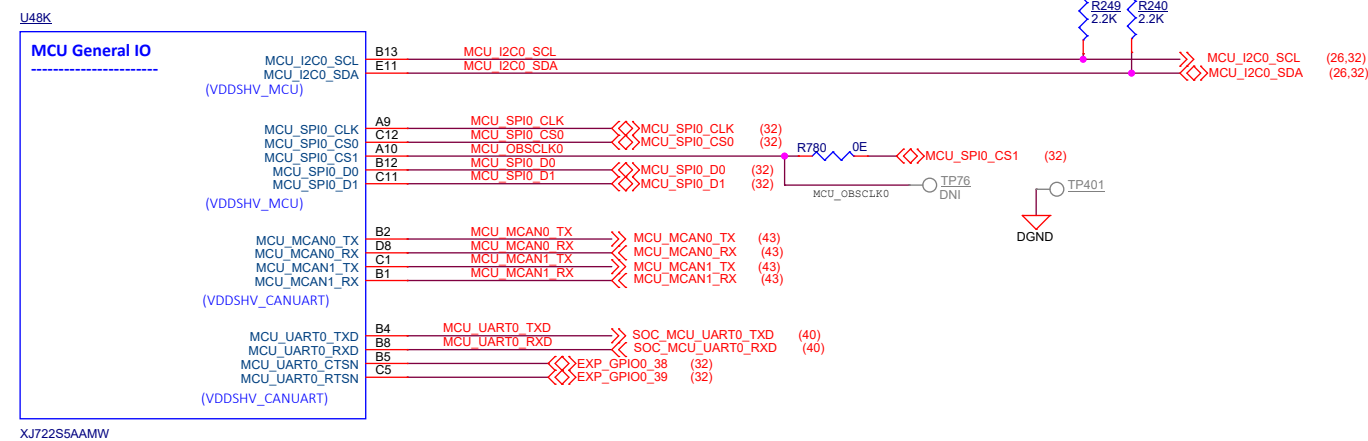 R249 R240
2.2K 2.2K
U48K
MCU General IO
-----------------------
MCU_I2C0_SCL B13 MCU_I2C0_SCL MCU_I2C0_SCL (26,32)
MCU_I2C0_SDA E11 MCU_I2C0_SDA MCU_I2C0_SDA (26,32)
(VDDSHV_MCU)
MCU_SPI0_CLK A9 MCU_SPI0_CLK MCU_SPI0_CLK (32)
MCU_SPI0_CS0 C12 MCU_SPI0_CS0 MCU_SPI0_CS0 (32)
MCU_SPI0_CS1 A10 MCU_OBSCLK0 R780 0E MCU_SPI0_CS1 (32)
MCU_SPI0_D0 B12 MCU_SPI0_D0 MCU_SPI0_D0 (32)
MCU_SPI0_D1 C11 MCU_SPI0_D1 MCU_SPI0_D1 (32)
MCU_OBSCLK0 TP76
DNI
TP401
DGND
(VDDSHV_MCU)
MCU_MCAN0_TX B2 MCU_MCAN0_TX MCU_MCAN0_TX (43)
MCU_MCAN0_RX D8 MCU_MCAN0_RX MCU_MCAN0_RX (43)
MCU_MCAN1_TX C1 MCU_MCAN1_TX MCU_MCAN1_TX (43)
MCU_MCAN1_RX B1 MCU_MCAN1_RX MCU_MCAN1_RX (43)
(VDDSHV_CANUART)
MCU_UART0_TXD B4 MCU_UART0_TXD SOC_MCU_UART0_TXD (40)
MCU_UART0_RXD B8 MCU_UART0_RXD SOC_MCU_UART0_RXD (40)
MCU_UART0_CTSN B5 EXP_GPIO0_38 (32)
MCU_UART0_RTSN C5 EXP_GPIO0_39 (32)
(VDDSHV_CANUART)
XJ722S5AAMW